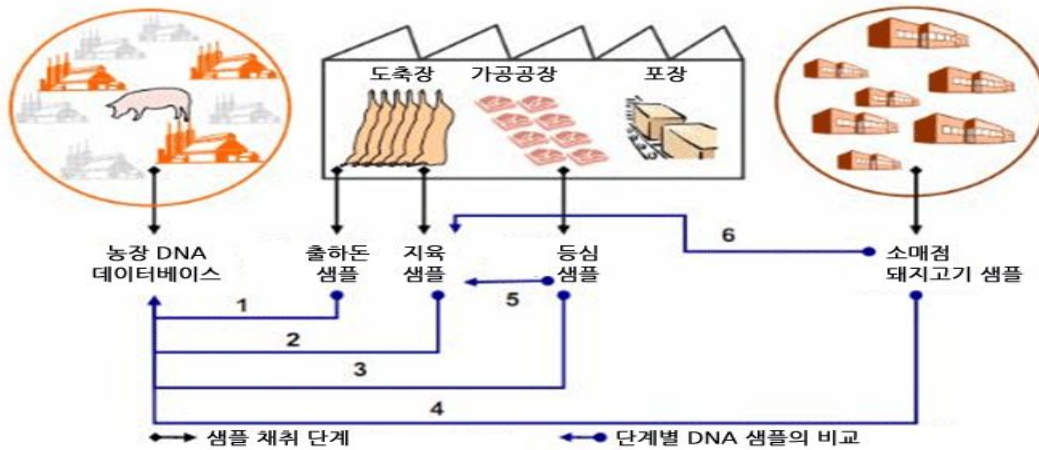 도축장 가공공장 포장
농장 DNA
데이터베이스
출하돈
샘플
지육
샘플
등심
샘플
소매점
돼지고기 샘플
6
5
1
2
3
4
샘플 채취 단계
단계별 DNA 샘플의 비교